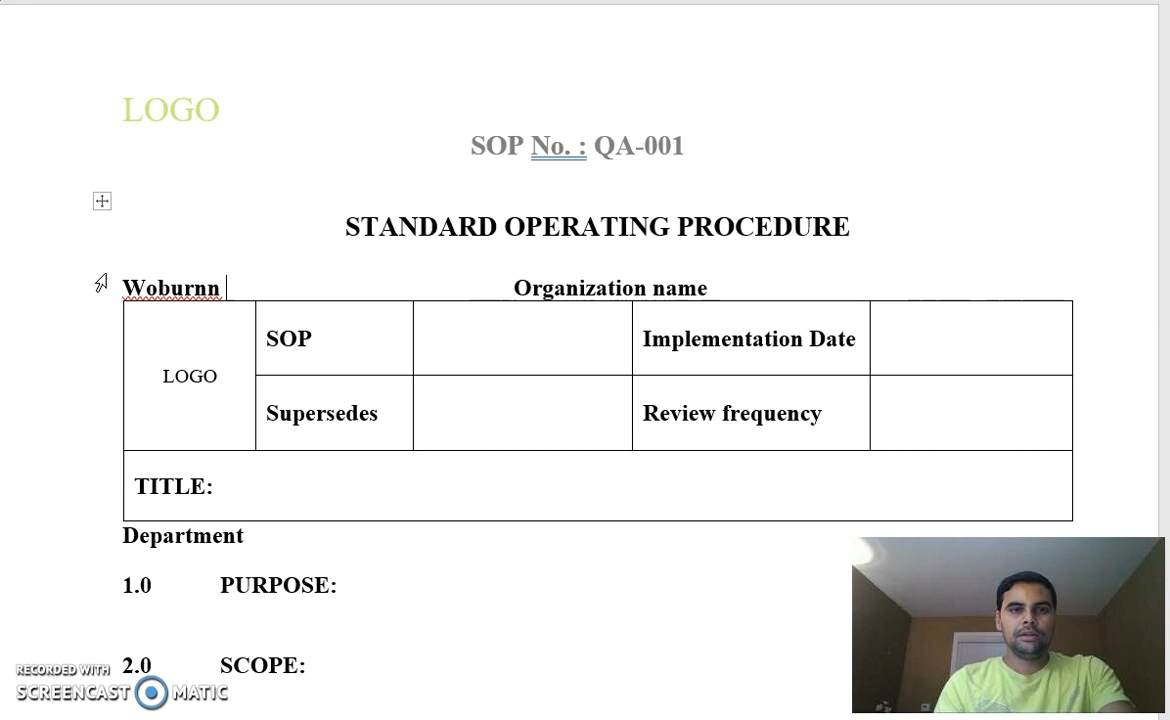 LOGO
SOP No. : QA-001
STANDARD OPERATING PROCEDURE
Woburnn Organization name
LOGO SOP Implementation Date
Supersedes Review frequency
TITLE:
Department
1.0 PURPOSE:
2.0 SCOPE:
RECORDED WITH
SCREENCAST MATIC